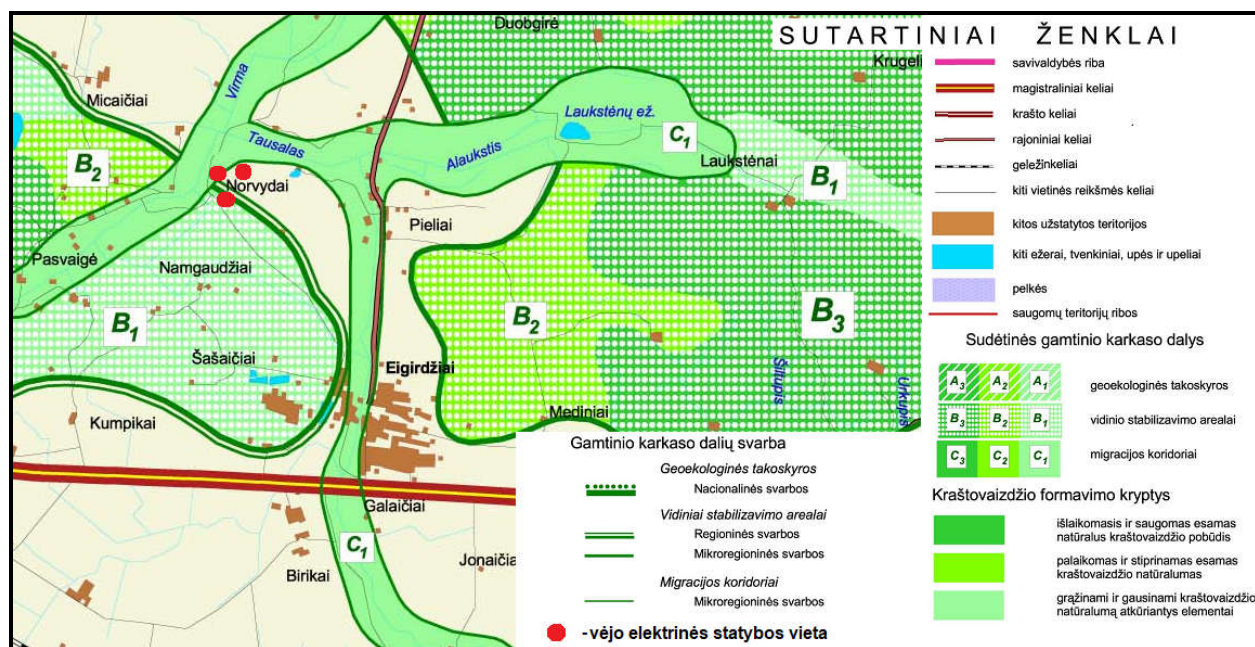 Duobgirė
Krugeli
Micaičiai
Virma
Laukstėnų ež.
C1
Tausalas
Alaukstis
Laukstėnai
B2
B1
Norvydai
Pieliai
Pasvaigė
Namgaudžiai
B1
B2
B3
Šašaičiai
Eigirdžiai
Šiltupis
Urkupis
Kumpikai
Mediniai
Galaičiai
C1
Birikai
Jonaičiai
SUTARTINIAI ŽENKLAI
savivaldybės riba
magistraliniai keliai
krašto keliai
rajoniniai keliai
geležinkeliai
kiti vietinės reikšmės keliai
kitos užstatytos teritorijos
kiti ežerai, tvenkiniai, upės ir upeliai
pelkės
saugomų teritorijų ribos
Sudėtinės gamtinio karkaso dalys
A3 A2 A1 geoekologinės takoskyros
B3 B2 B1 vidinio stabilizavimo arealai
C3 C2 C1 migracijos koridoriai
Kraštovaizdžio formavimo kryptys
išlaikomasis ir saugomas esamas
natūralus kraštovaizdžio pobūdis
palaikomas ir stiprinamas esamas
kraštovaizdžio natūralumas
grąžinami ir gausinami kraštovaizdžio
natūralumą atkūriantys elementai
Gamtinio karkaso dalių svarba
Geoekologinės takoskyros
Nacionalinės svarbos
Vidiniai stabilizavimo arealai
Regioninės svarbos
Mikroregioninės svarbos
Migracijos koridoriai
Mikroregioninės svarbos
-vėjo elektrinės statybos vieta